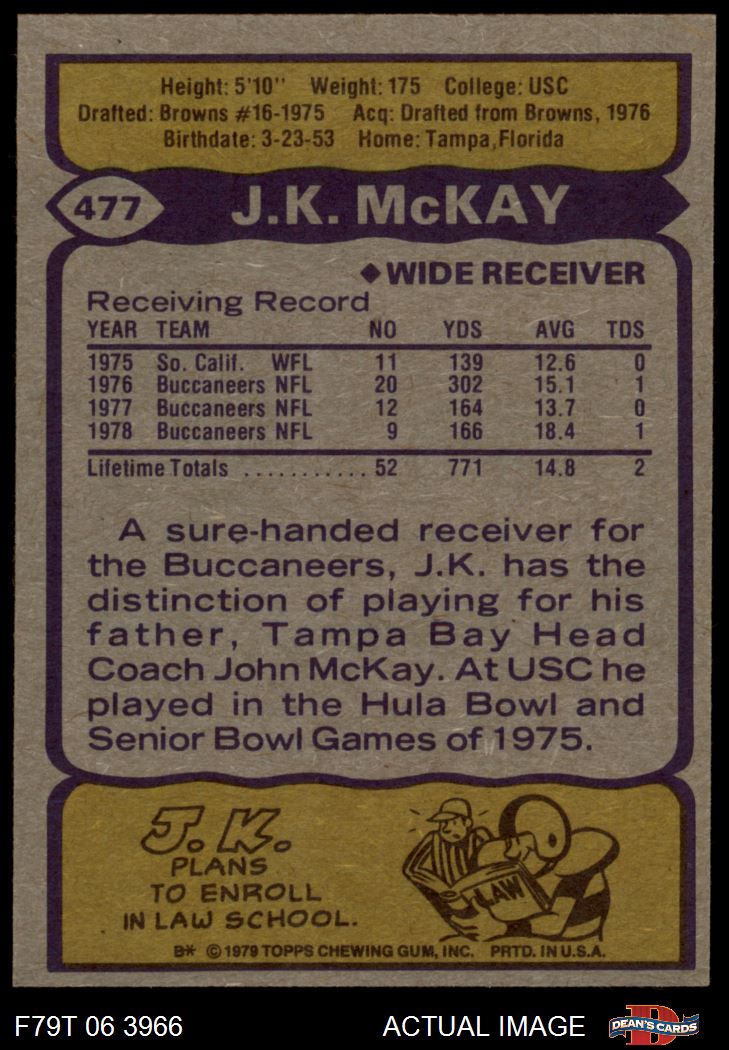 Height: 5'10" Weight: 175 College: USC
Drafted: Browns #16-1975 Acq: Drafted from Browns, 1976
Birthdate: 3-23-53 Home: Tampa,Florida
477 J.K. McKAY
◆WIDE RECEIVER
Receiving Record
YEAR TEAM NO YDS AVG TDS
1975 So. Calif. WFL 11 139 12.6 0
1976 Buccaneers NFL 20 302 15.1 1
1977 Buccaneers NFL 12 164 13.7 0
1978 Buccaneers NFL 9 166 18.4 1
Lifetime Totals ........... 52 771 14.8 2
A sure-handed receiver for
the Buccaneers, J.K. has the
distinction of playing for his
father, Tampa Bay Head
Coach John McKay. At USC he
played in the Hula Bowl and
Senior Bowl Games of 1975.
J.K.
PLANS
TO ENROLL
IN LAW SCHOOL.
LAW
B* ©1979 TOPPS CHEWING GUM, INC. PRTD. IN U.S.A.
F79T 06 3966 ACTUAL IMAGE D DEAN'S CARDS